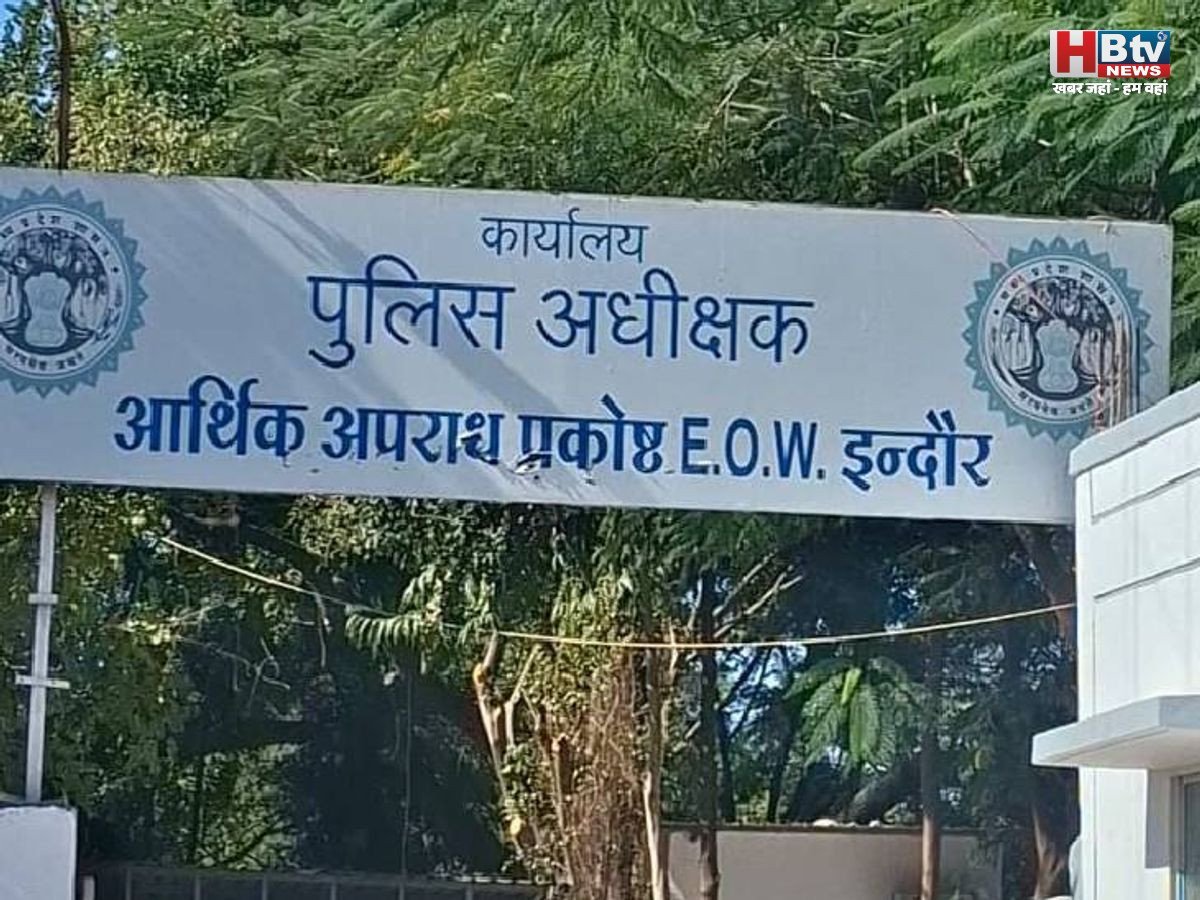 HBtv
NEWS
खबर जहां - हम वहां
कार्यालय
पुलिस अधीक्षक
आर्थिक अपराध प्रकोष्ट E.O.W. इन्दौर